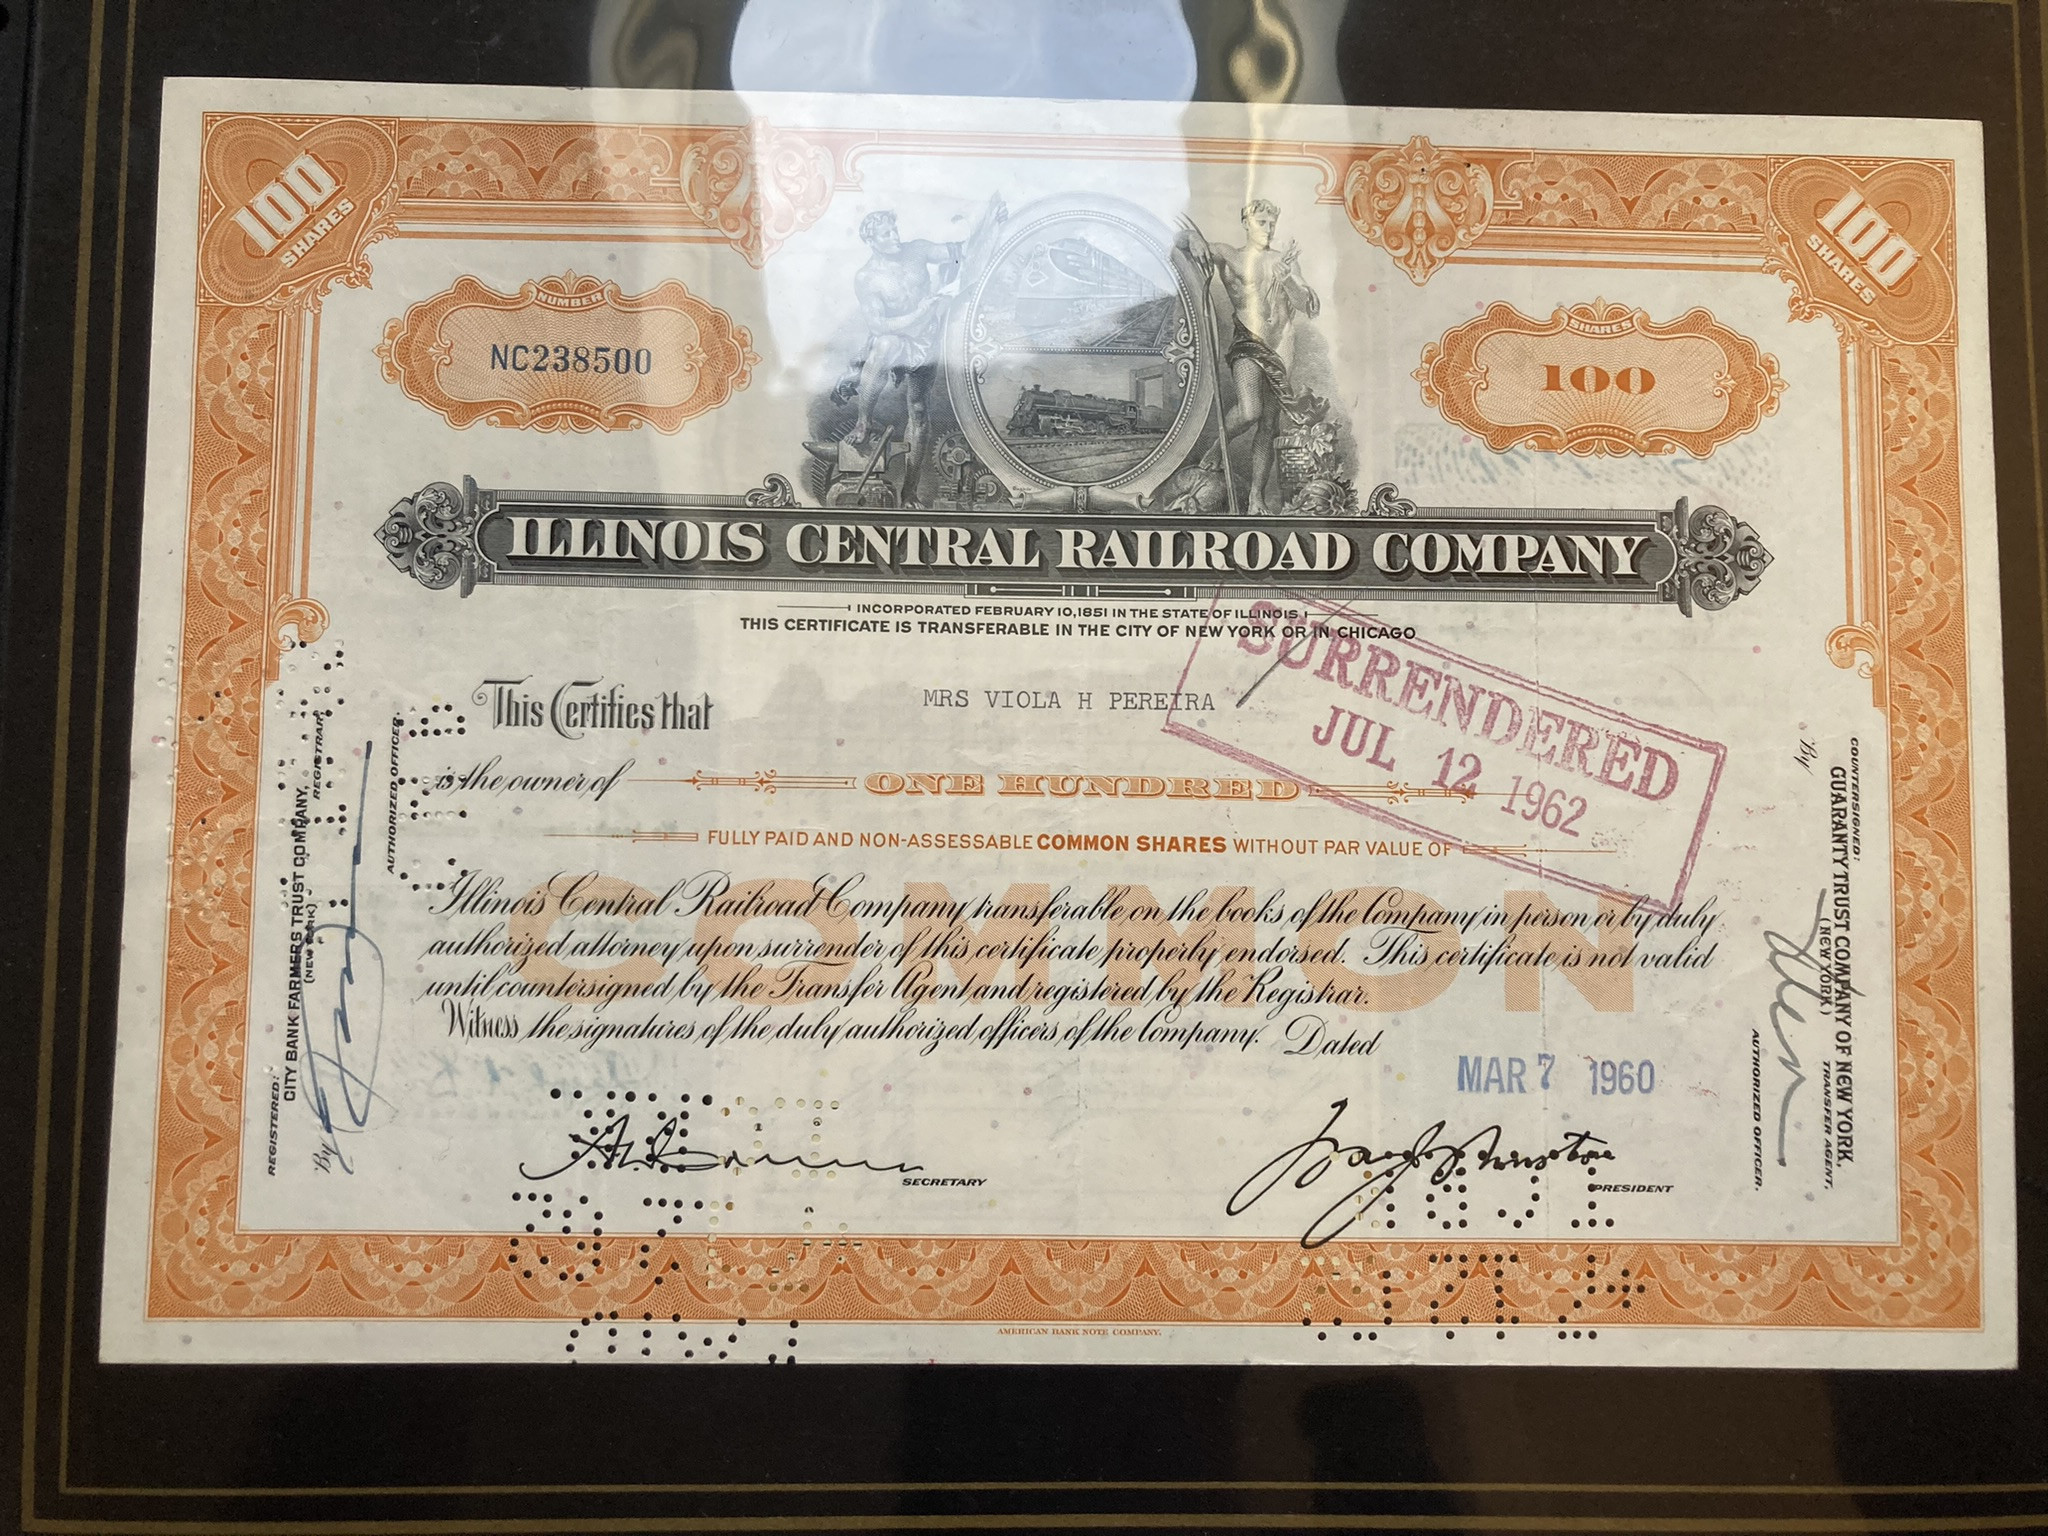 100 SHARES
100 SHARES
NUMBER
NC238500
SHARES
100
ILLINOIS CENTRAL RAILROAD COMPANY
INCORPORATED FEBRUARY 10, 1851 IN THE STATE OF ILLINOIS
THIS CERTIFICATE IS TRANSFERABLE IN THE CITY OF NEW YORK OR IN CHICAGO
This Certifies that MRS VIOLA H PEREIRA
SURRENDERED
JUL 12 1962
is the owner of ONE HUNDRED
FULLY PAID AND NON-ASSESSABLE COMMON SHARES WITHOUT PAR VALUE OF
COMMON
Illinois Central Railroad Company transferable on the books of the Company in person or by duly
authorized attorney upon surrender of this certificate properly endorsed. This certificate is not valid
until countersigned by the Transfer Agent and registered by the Registrar.
Witness the signatures of the duly authorized officers of the Company. Dated
MAR 7 1960
SECRETARY
PRESIDENT
REGISTERED:
CITY BANK FARMERS TRUST COMPANY,
(NEW YORK) REGISTRAR,
By
AUTHORIZED OFFICER.
COUNTERSIGNED:
GUARANTY TRUST COMPANY OF NEW YORK,
(NEW YORK) TRANSFER AGENT,
By
AUTHORIZED OFFICER.
AMERICAN BANK NOTE COMPANY.